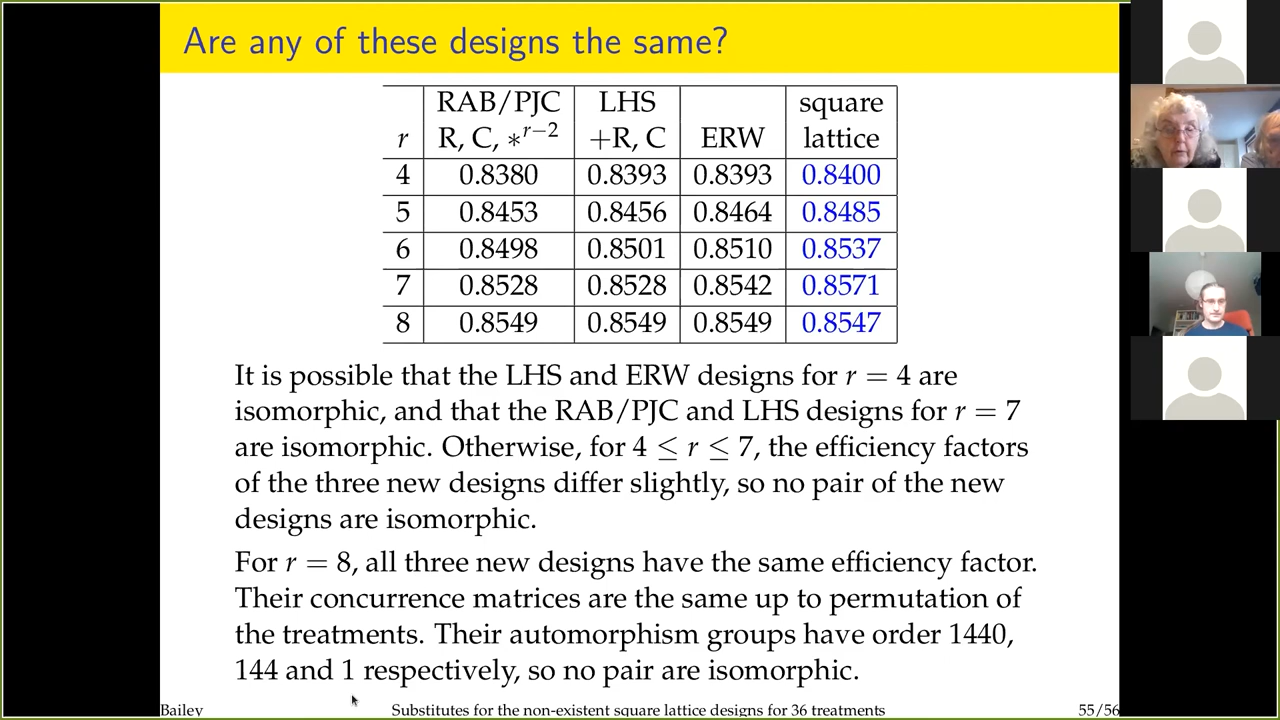 Are any of these designs the same?
RAB/PJC LHS square
r R, C, ∗^{r−2} +R, C ERW lattice
4 0.8380 0.8393 0.8393 0.8400
5 0.8453 0.8456 0.8464 0.8485
6 0.8498 0.8501 0.8510 0.8537
7 0.8528 0.8528 0.8542 0.8571
8 0.8549 0.8549 0.8549 0.8547
It is possible that the LHS and ERW designs for r = 4 are
isomorphic, and that the RAB/PJC and LHS designs for r = 7
are isomorphic. Otherwise, for 4 ≤ r ≤ 7, the efficiency factors
of the three new designs differ slightly, so no pair of the new
designs are isomorphic.
For r = 8, all three new designs have the same efficiency factor.
Their concurrence matrices are the same up to permutation of
the treatments. Their automorphism groups have order 1440,
144 and 1 respectively, so no pair are isomorphic.
Bailey Substitutes for the non-existent square lattice designs for 36 treatments 55/56